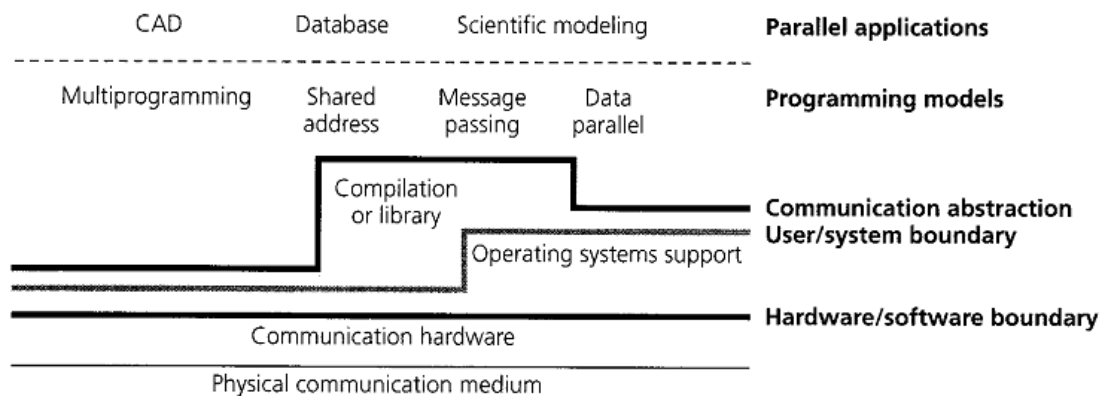 CAD Database Scientific modeling Parallel applications
Multiprogramming Shared address Message passing Data parallel Programming models
Compilation or library
Communication abstraction
User/system boundary
Operating systems support
Hardware/software boundary
Communication hardware
Physical communication medium